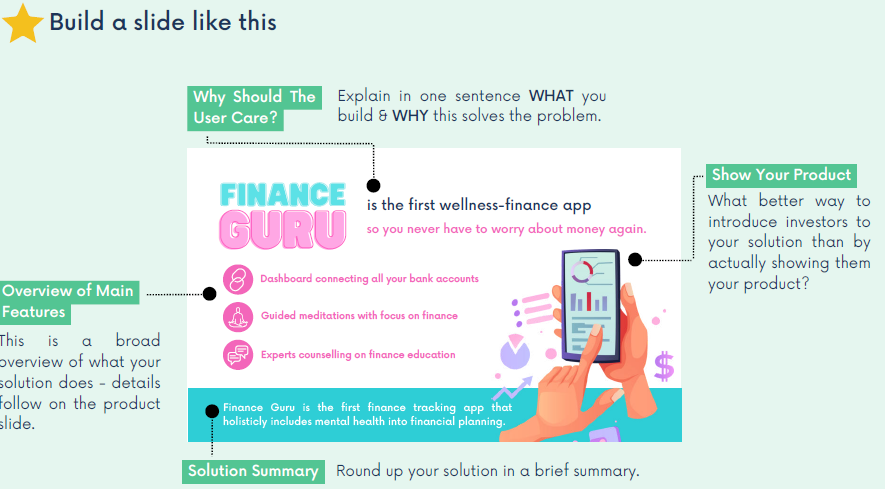 Build a slide like this
Why Should The
User Care?
Explain in one sentence WHAT you
build & WHY this solves the problem.
FINANCE
GURU
is the first wellness-finance app
so you never have to worry about money again.
Show Your Product
What better way to
introduce investors to
your solution than by
actually showing them
your product?
Dashboard connecting all your bank accounts
Guided meditations with focus on finance
Experts counselling on finance education
Overview of Main
Features
This is a broad
overview of what your
solution does - details
follow on the product
slide.
$
Finance Guru is the first finance tracking app that
holisticly includes mental health into financial planning.
Solution Summary
Round up your solution in a brief summary.